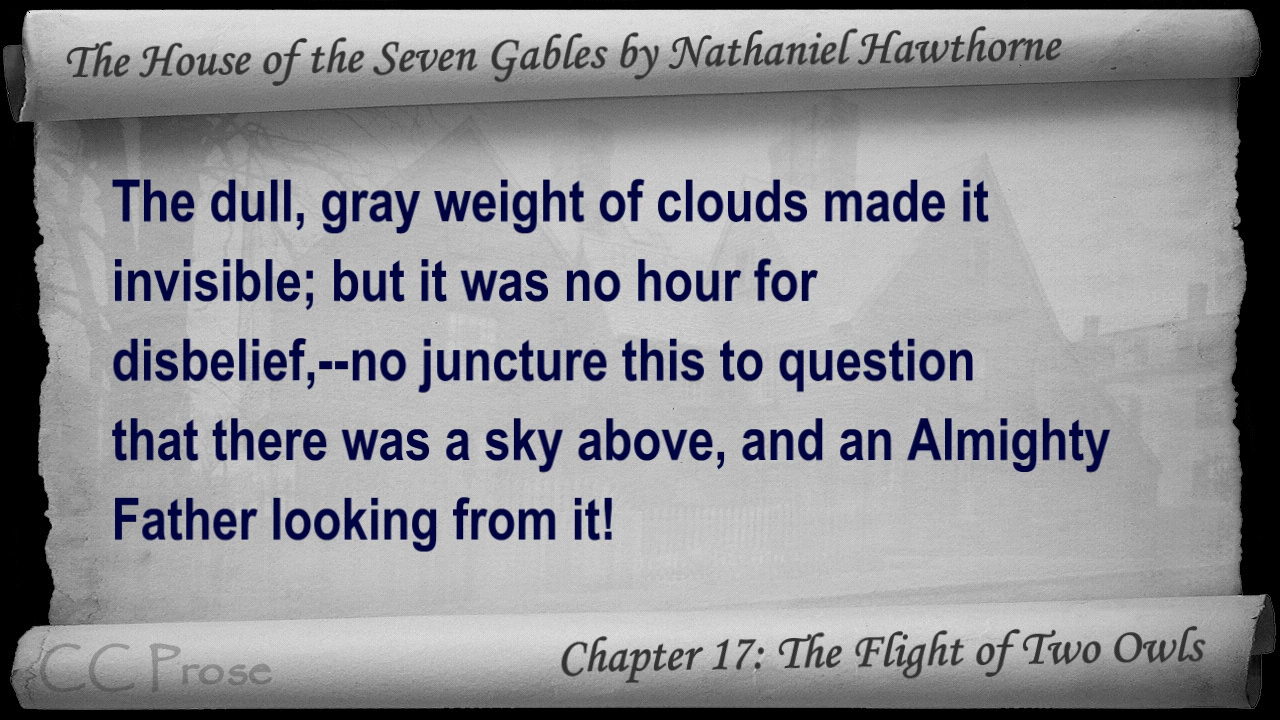 The House of the Seven Gables by Nathaniel Hawthorne
The dull, gray weight of clouds made it
invisible; but it was no hour for
disbelief,--no juncture this to question
that there was a sky above, and an Almighty
Father looking from it!
CC Prose
Chapter 17: The Flight of Two Owls